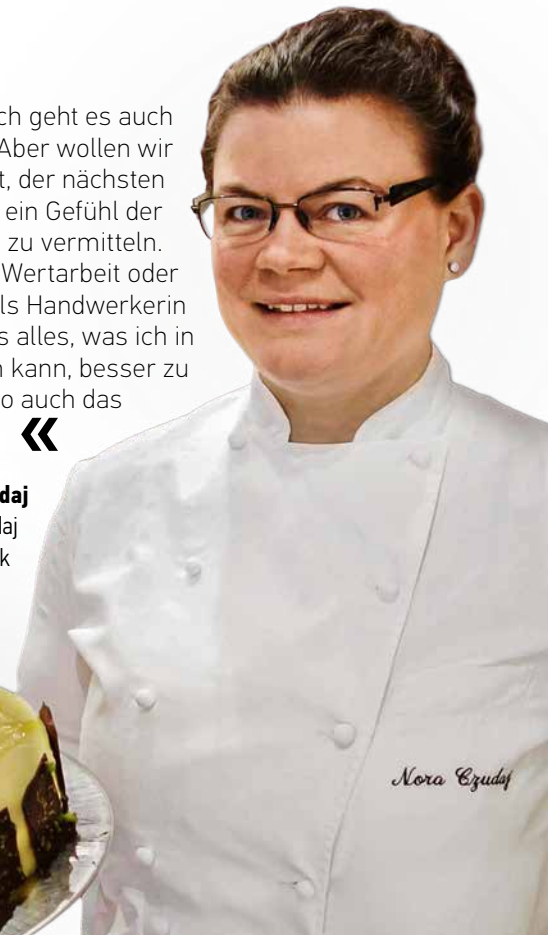 ch geht es auch
Aber wollen wir
t, der nächsten
ein Gefühl der
zu vermitteln.
Wertarbeit oder
ls Handwerkerin
s alles, was ich in
n kann, besser zu
o auch das
«
daj
daj
k
Nora Czudaj